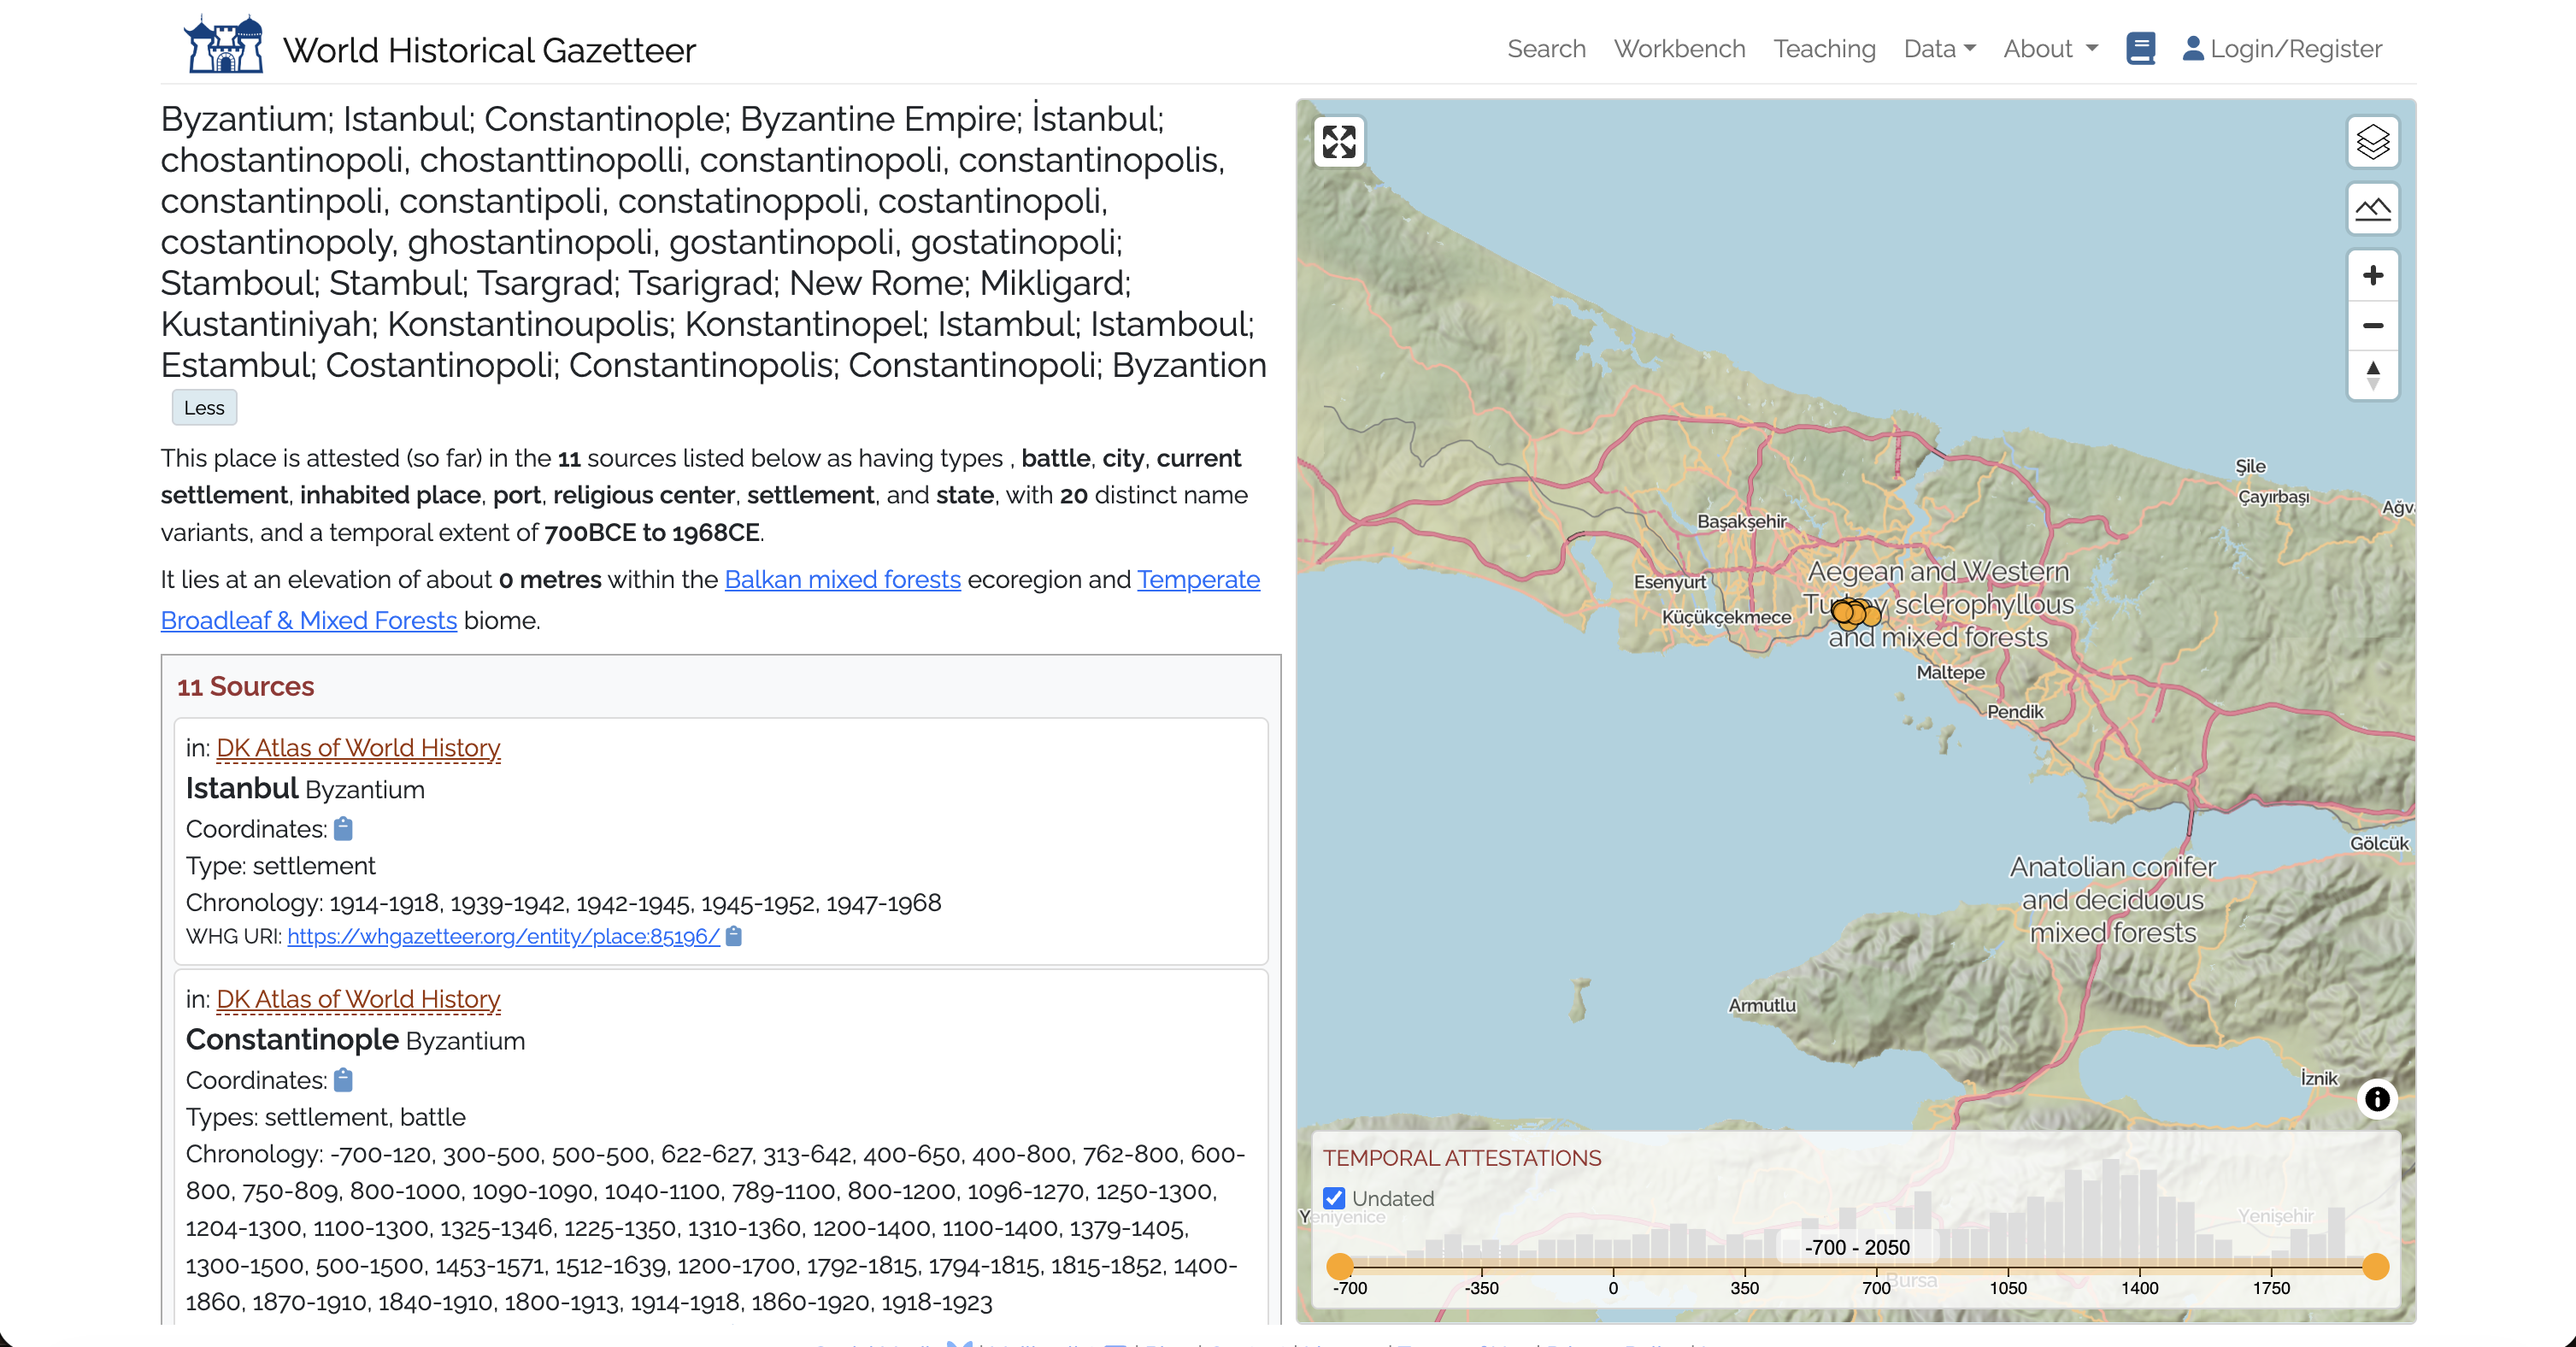 World Historical Gazetteer
Search Workbench Teaching Data About Login/Register
Byzantium; Istanbul; Constantinople; Byzantine Empire; İstanbul;
chostantinopoli, chostanttinopolli, constantinopoli, constantinopolis,
constantinpoli, constantipoli, constatinoppoli, costantinopoli,
costantinopoly, ghostantinopoli, gostantinopoli, gostatinopoli;
Stamboul; Stambul; Tsargrad; Tsarigrad; New Rome; Mikligard;
Kustantiniyah; Konstantinoupolis; Konstantinopel; Istambul; Istamboul;
Estambul; Costantinopoli; Constantinopolis; Constantinopoli; Byzantion
Less
This place is attested (so far) in the 11 sources listed below as having types , battle, city, current
settlement, inhabited place, port, religious center, settlement, and state, with 20 distinct name
variants, and a temporal extent of 700BCE to 1968CE.
It lies at an elevation of about 0 metres within the Balkan mixed forests ecoregion and Temperate
Broadleaf & Mixed Forests biome.
11 Sources
in: DK Atlas of World History
Istanbul Byzantium
Coordinates:
Type: settlement
Chronology: 1914-1918, 1939-1942, 1942-1945, 1945-1952, 1947-1968
WHG URI: https://whgazetteer.org/entity/place:85196/
in: DK Atlas of World History
Constantinople Byzantium
Coordinates:
Types: settlement, battle
Chronology: -700-120, 300-500, 500-500, 622-627, 313-642, 400-650, 400-800, 762-800, 600-
800, 750-809, 800-1000, 1090-1090, 1040-1100, 789-1100, 800-1200, 1096-1270, 1250-1300,
1204-1300, 1100-1300, 1325-1346, 1225-1350, 1310-1360, 1200-1400, 1100-1400, 1379-1405,
1300-1500, 500-1500, 1453-1571, 1512-1639, 1200-1700, 1792-1815, 1794-1815, 1815-1852, 1400-
1860, 1870-1910, 1840-1910, 1800-1913, 1914-1918, 1860-1920, 1918-1923
Şile
Çayırbaşı
Ağv
Başakşehir
Esenyurt
Küçükçekmece
Aegean and Western
Turkey sclerophyllous
and mixed forests
Maltepe
Pendik
Gölcük
Anatolian conifer
and deciduous
mixed forests
Armutlu
İznik
TEMPORAL ATTESTATIONS
Undated
Yeniyenice
Yenişehir
-700 - 2050
Bursa
-700 -350 0 350 700 1050 1400 1750